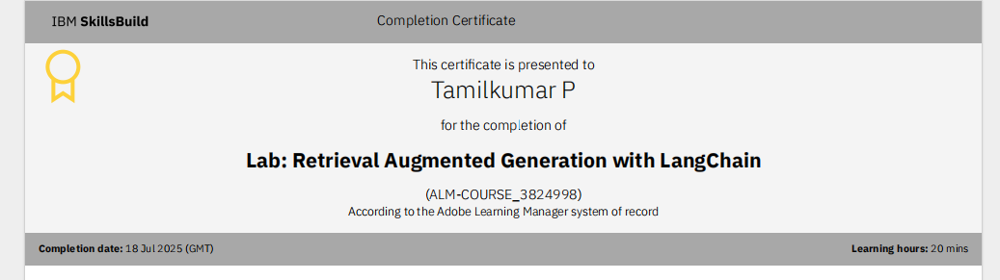 IBM SkillsBuild
Completion Certificate
This certificate is presented to
Tamilkumar P
for the completion of
Lab: Retrieval Augmented Generation with LangChain
(ALM-COURSE_3824998)
According to the Adobe Learning Manager system of record
Completion date: 18 Jul 2025 (GMT)
Learning hours: 20 mins